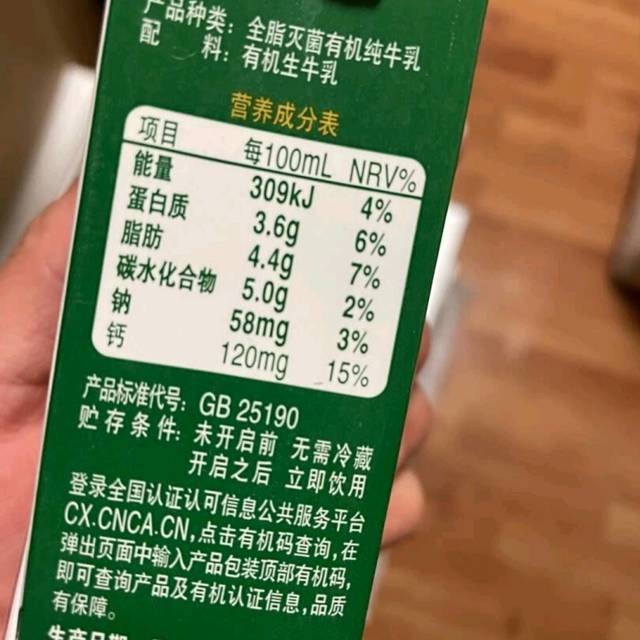 产品种类：全脂灭菌有机纯牛乳
配 料：有机生牛乳
营养成分表
项目 每100mL NRV%
能量 309kJ 4%
蛋白质 3.6g 6%
脂肪 4.4g 7%
碳水化合物 5.0g 2%
钠 58mg 3%
钙 120mg 15%
产品标准代号：GB 25190
贮存条件：未开启前 无需冷藏
开启之后 立即饮用
登录全国认证认可信息公共服务平台
CX.CNCA.CN，点击有机码查询，在
弹出页面中输入产品包装顶部有机码，
即可查询产品及有机认证信息，品质
有保障。
生产日期